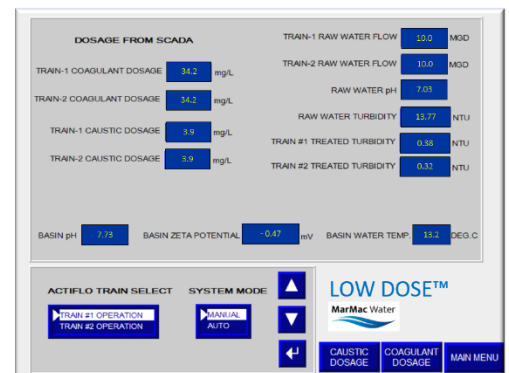 DOSAGE FROM SCADA
TRAIN-1 RAW WATER FLOW 10.0 MGD
TRAIN-2 RAW WATER FLOW 10.0 MGD
TRAIN-1 COAGULANT DOSAGE 34.2 mg/L
RAW WATER pH 7.03
TRAIN-2 COAGULANT DOSAGE 34.2 mg/L
RAW WATER TURBIDITY 13.77 NTU
TRAIN-1 CAUSTIC DOSAGE 3.9 mg/L
TRAIN #1 TREATED TURBIDITY 0.38 NTU
TRAIN-2 CAUSTIC DOSAGE 3.9 mg/L
TRAIN #2 TREATED TURBIDITY 0.32 NTU
BASIN pH 7.73 BASIN ZETA POTENTIAL - 0.47 mV BASIN WATER TEMP. 13.2 DEG.C
ACTIFLO TRAIN SELECT
TRAIN #1 OPERATION
TRAIN #2 OPERATION
SYSTEM MODE
MANUAL
AUTO
LOW DOSE™
MarMac Water
CAUSTIC
DOSAGE
COAGULANT
DOSAGE
MAIN MENU